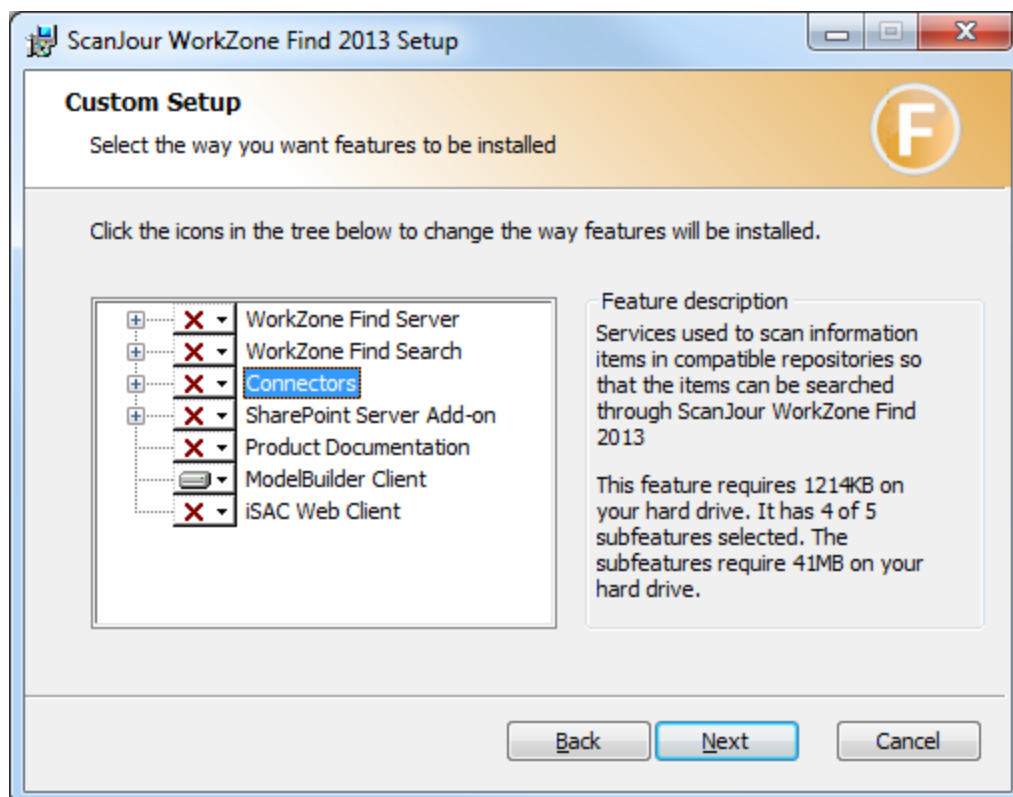 ScanJour WorkZone Find 2013 Setup
Custom Setup
Select the way you want features to be installed
F
Click the icons in the tree below to change the way features will be installed.
WorkZone Find Server
WorkZone Find Search
Connectors
SharePoint Server Add-on
Product Documentation
ModelBuilder Client
iSAC Web Client
Feature description
Services used to scan information
items in compatible repositories so
that the items can be searched
through ScanJour WorkZone Find
2013
This feature requires 1214KB on
your hard drive. It has 4 of 5
subfeatures selected. The
subfeatures require 41MB on your
hard drive.
Back
Next
Cancel